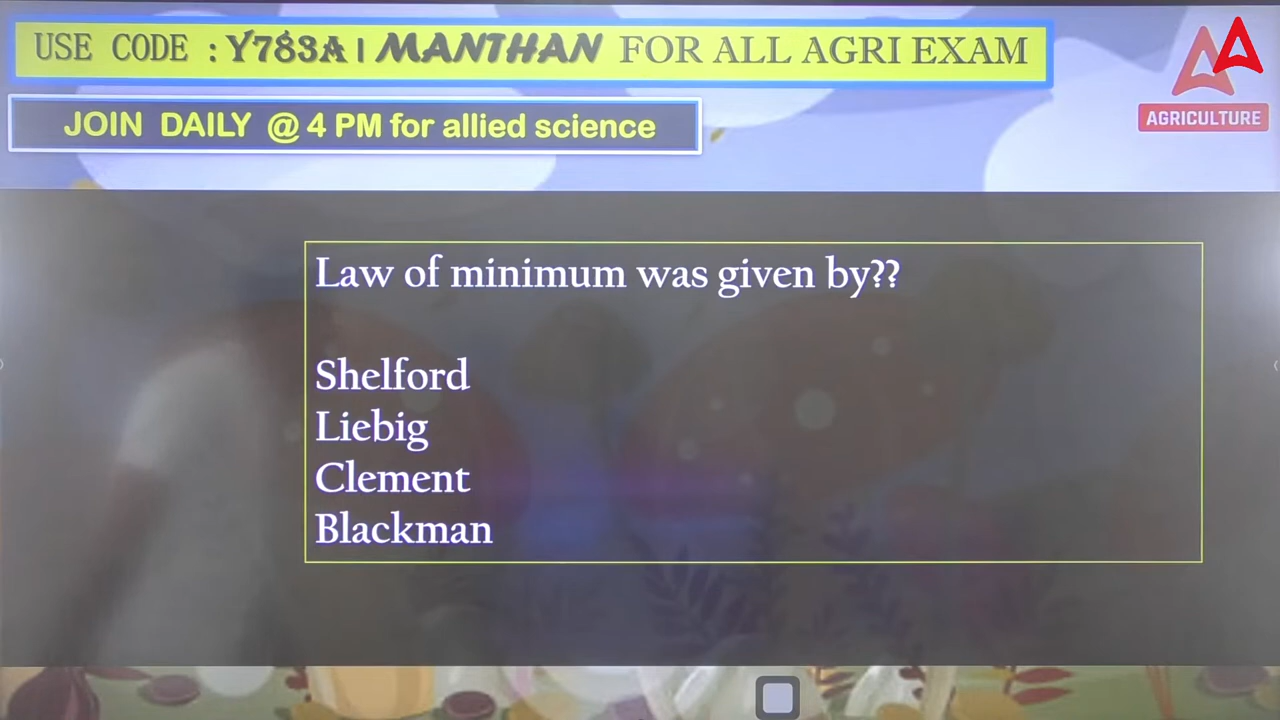 USE CODE : Y783A | MANTHAN FOR ALL AGRI EXAM
JOIN DAILY @ 4 PM for allied science
AGRICULTURE
Law of minimum was given by??
Shelford
Liebig
Clement
Blackman